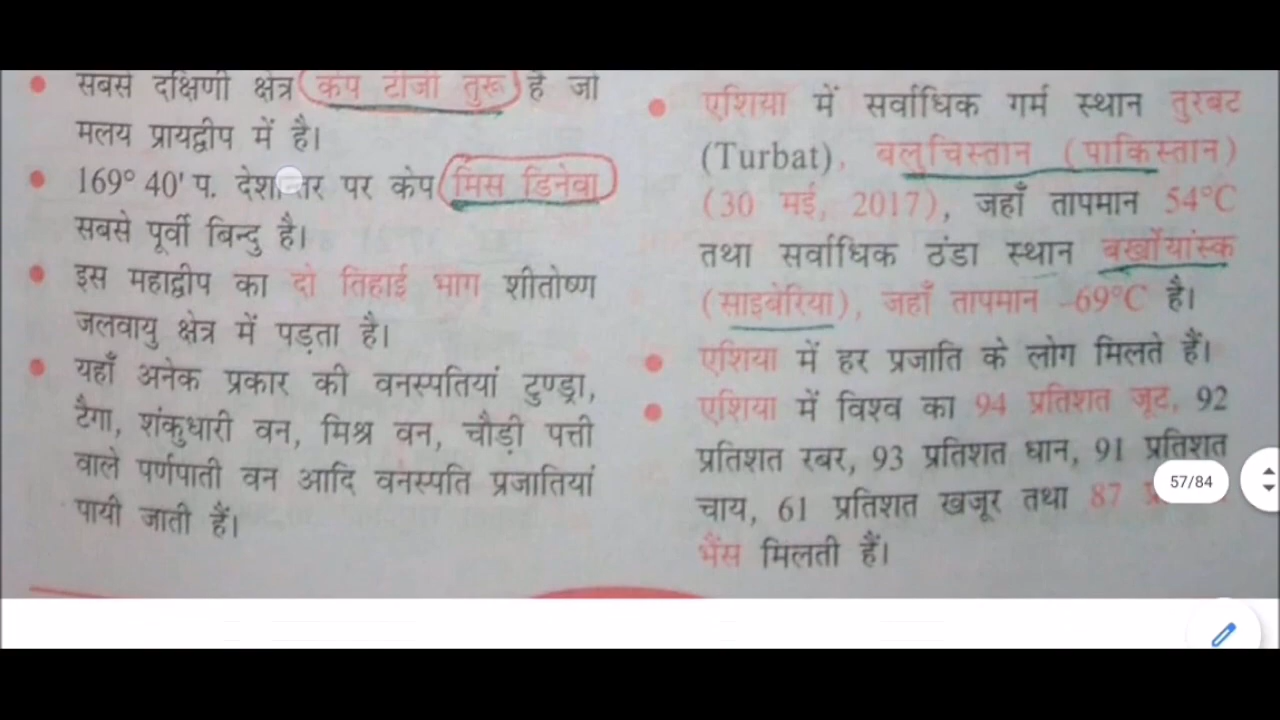 सबसे दक्षिणी क्षेत्र केप टीजी तुरू है जो
मलय प्रायद्वीप में है।
169° 40' प. देशान्तर पर केप मिस डिनेवा
सबसे पूर्वी बिन्दु है।
इस महाद्वीप का दो तिहाई भाग शीतोष्ण
जलवायु क्षेत्र में पड़ता है।
यहाँ अनेक प्रकार की वनस्पतियां टुण्ड्रा,
टैगा, शंकुधारी वन, मिश्र वन, चौड़ी पत्ती
वाले पर्णपाती वन आदि वनस्पति प्रजातियां
पायी जाती हैं।
एशिया में सर्वाधिक गर्म स्थान तुरबट
(Turbat), बलुचिस्तान (पाकिस्तान)
(30 मई, 2017), जहाँ तापमान 54°C
तथा सर्वाधिक ठंडा स्थान बर्खोयांस्क
(साइबेरिया), जहाँ तापमान –69°C है।
एशिया में हर प्रजाति के लोग मिलते हैं।
एशिया में विश्व का 94 प्रतिशत जूट, 92
प्रतिशत रबर, 93 प्रतिशत धान, 91 प्रतिशत
चाय, 61 प्रतिशत खजूर तथा 87
भैंस मिलती हैं।
57/84